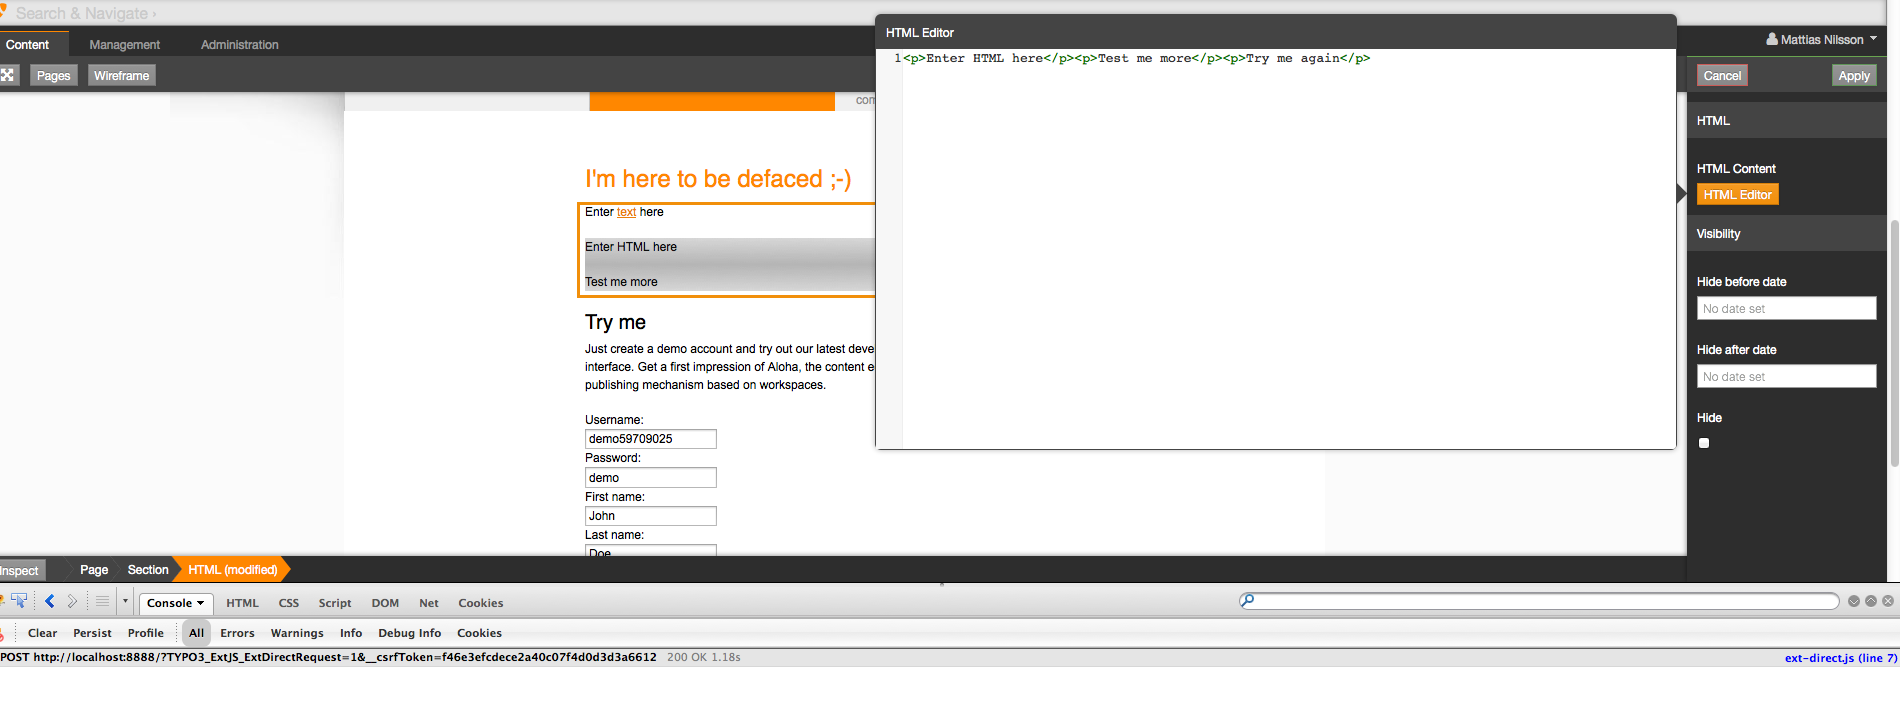 Search & Navigate ›
Content Management Administration
Mattias Nilsson
Pages Wireframe
HTML Editor
1<p>Enter HTML here</p><p>Test me more</p><p>Try me again</p>
Cancel Apply
HTML
HTML Content
HTML Editor
Visibility
Hide before date
No date set
Hide after date
No date set
Hide
I'm here to be defaced ;-)
Enter text here
Enter HTML here
Test me more
Try me
Just create a demo account and try out our latest
interface. Get a first impression of Aloha, the content
publishing mechanism based on workspaces.
Username:
demo59709025
Password:
demo
First name:
John
Last name:
Doe
Inspect Page Section HTML (modified)
Console HTML CSS Script DOM Net Cookies
Clear Persist Profile All Errors Warnings Info Debug Info Cookies
POST http://localhost:8888/?TYPO3_ExtJS_ExtDirectRequest=1&__csrfToken=f46e3efcdece2a40c07f4d0d3d3a6612 200 OK 1.18s ext-direct.js (line 7)